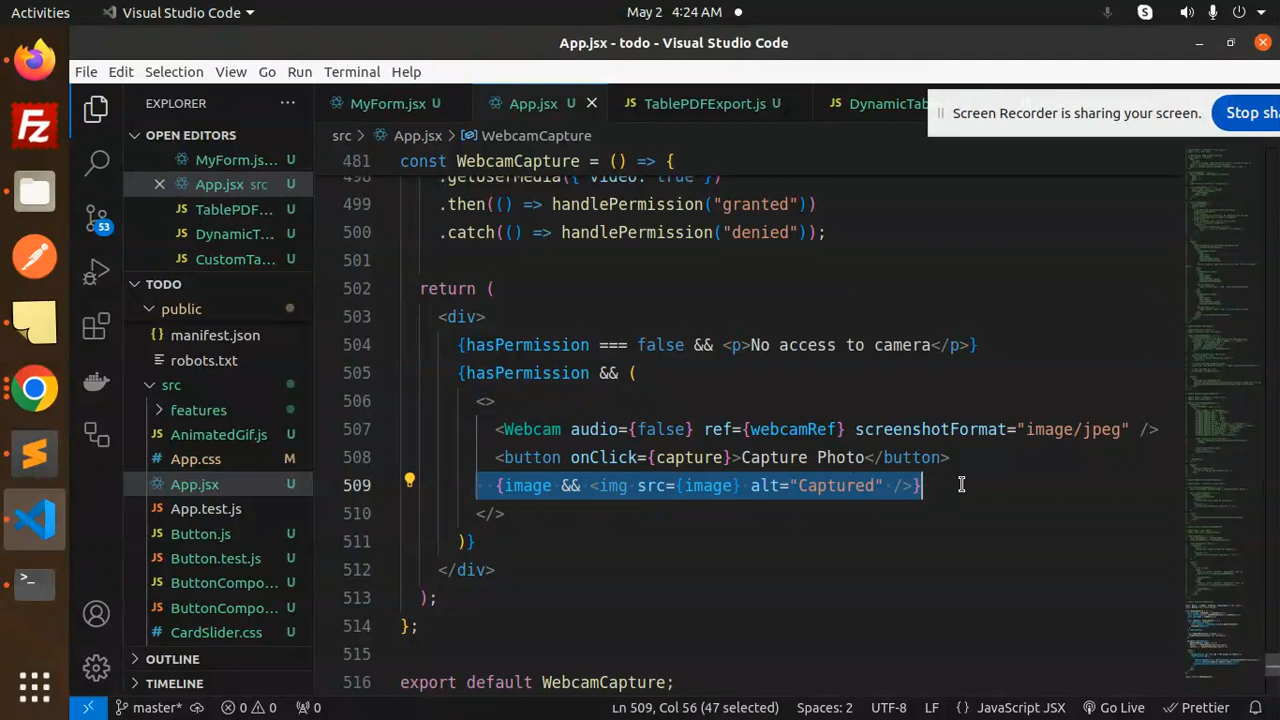 Activities
Visual Studio Code
May 2 4:24 AM
App.jsx - todo - Visual Studio Code
File Edit Selection View Go Run Terminal Help
EXPLORER
MyForm.jsx U
App.jsx U
TablePDFExport.js U
DynamicTab
Screen Recorder is sharing your screen.
Stop sha
src > App.jsx > WebcamCapture
OPEN EDITORS
MyForm.js... U
App.jsx src U
TablePDF... U
DynamicT... U
CustomTa... U
TODO
public
manifest.json
robots.txt
src
features
AnimatedGif.js U
App.css M
App.jsx U
App.test.js U
Button.js U
Button.test.js U
ButtonCompo... U
ButtonCompo... U
CardSlider.css U
OUTLINE
TIMELINE
53
481 const WebcamCapture = () => {
498 .getUserMedia({ video: true })
499 .then(() => handlePermission("granted"))
500 .catch(() => handlePermission("denied"));
501
502 return (
503 <div>
504 {hasPermission === false && <p>No access to camera</p>}
505 {hasPermission && (
506 <>
507 <Webcam audio={false} ref={webcamRef} screenshotFormat="image/jpeg" />
508 <button onClick={capture}>Capture Photo</button>
509 {image && <img src={image} alt="Captured" />}
510 </>
511 )}
512 </div>
513 );
514 };
515
516 export default WebcamCapture;
master* 0 0 0 Ln 509, Col 56 (47 selected) Spaces: 2 UTF-8 LF {} JavaScript JSX Go Live Prettier